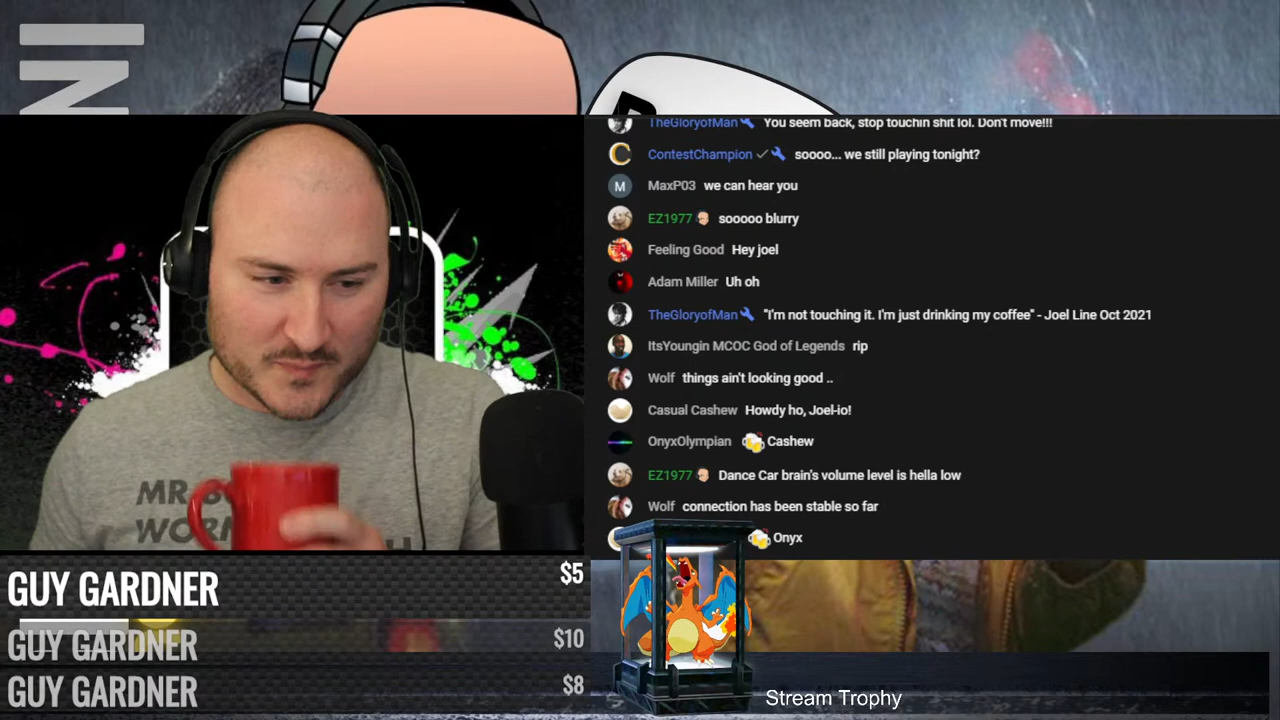 TheGloryofMan You seem back, stop touchin shit lol. Don't move!!!
ContestChampion soooo... we still playing tonight?
M MaxP03 we can hear you
EZ1977 sooooo blurry
Feeling Good Hey joel
Adam Miller Uh oh
TheGloryofMan "I'm not touching it. I'm just drinking my coffee" - Joel Line Oct 2021
ItsYoungin MCOC God of Legends rip
Wolf things ain't looking good ..
Casual Cashew Howdy ho, Joel-io!
OnyxOlympian Cashew
EZ1977 Dance Car brain's volume level is hella low
Wolf connection has been stable so far
Onyx
MR
WOR
GUY GARDNER $5
GUY GARDNER $10
GUY GARDNER $8
Stream Trophy